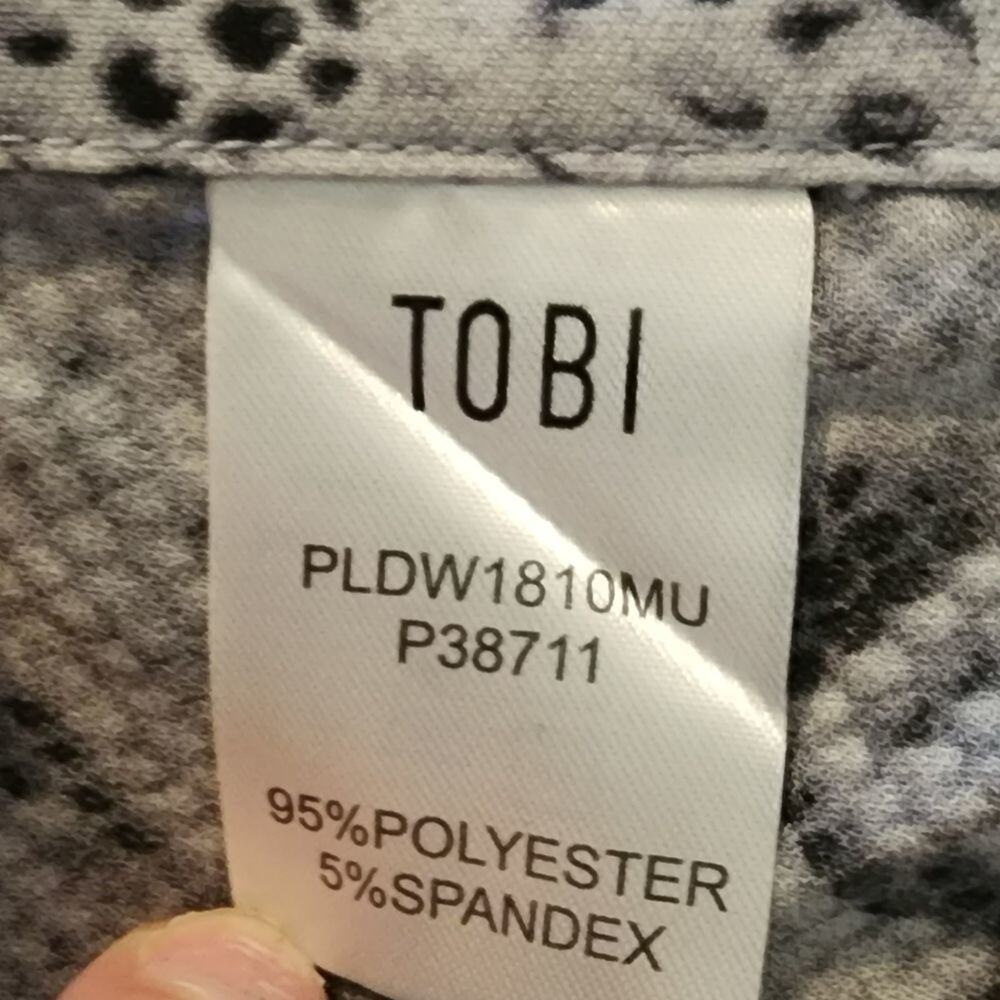 TOBI
PLDW1810MU
P38711
95%POLYESTER
5%SPANDEX